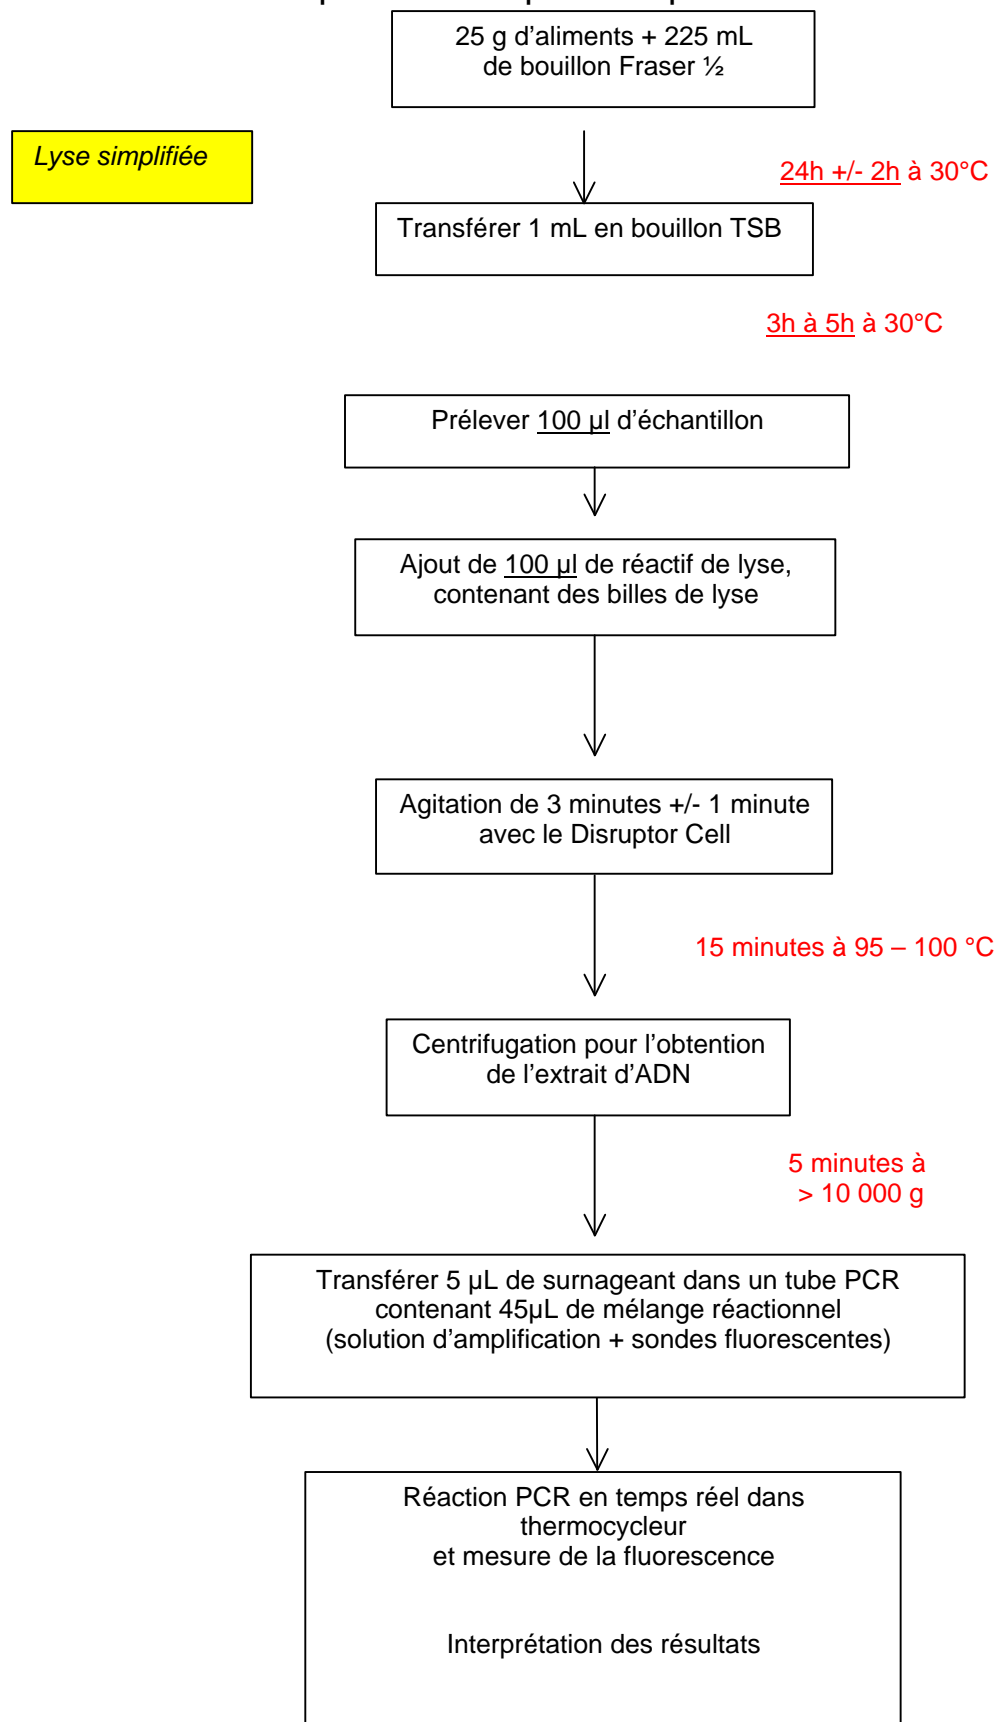 25 g d'aliments + 225 mL
de bouillon Fraser ½
Lyse simplifiée
24h +/- 2h à 30°C
Transférer 1 mL en bouillon TSB
3h à 5h à 30°C
Prélever 100 µl d'échantillon
Ajout de 100 µl de réactif de lyse,
contenant des billes de lyse
Agitation de 3 minutes +/- 1 minute
avec le Disruptor Cell
15 minutes à 95 – 100 °C
Centrifugation pour l'obtention
de l'extrait d'ADN
5 minutes à
> 10 000 g
Transférer 5 µL de surnageant dans un tube PCR
contenant 45µL de mélange réactionnel
(solution d'amplification + sondes fluorescentes)
Réaction PCR en temps réel dans
thermocycleur
et mesure de la fluorescence
Interprétation des résultats